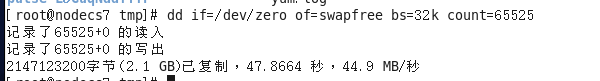 [root@nodecs7 tmp]# dd if=/dev/zero of=swapfree bs=32k count=65525
记录了65525+0 的读入
记录了65525+0 的写出
2147123200字节(2.1 GB)已复制，47.8664 秒，44.9 MB/秒